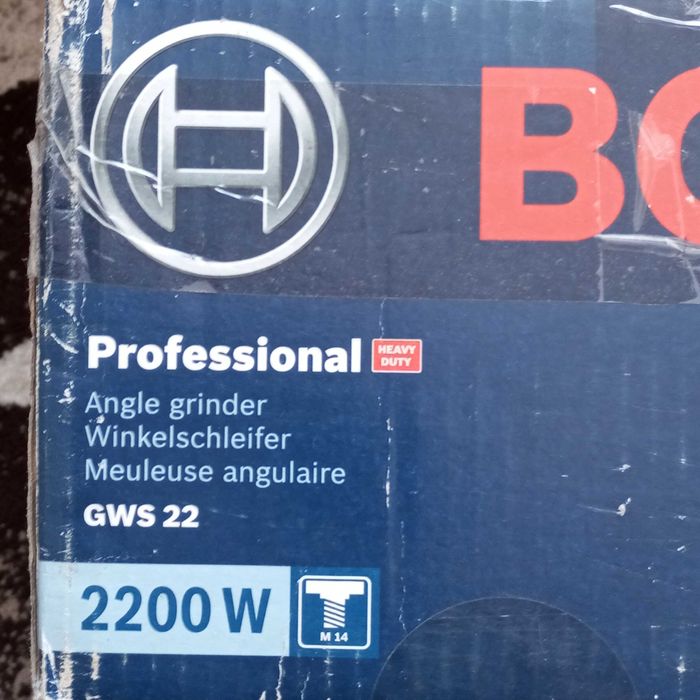 BO
Professional HEAVY DUTY
Angle grinder
Winkelschleifer
Meuleuse angulaire
GWS 22
2200 W
M 14